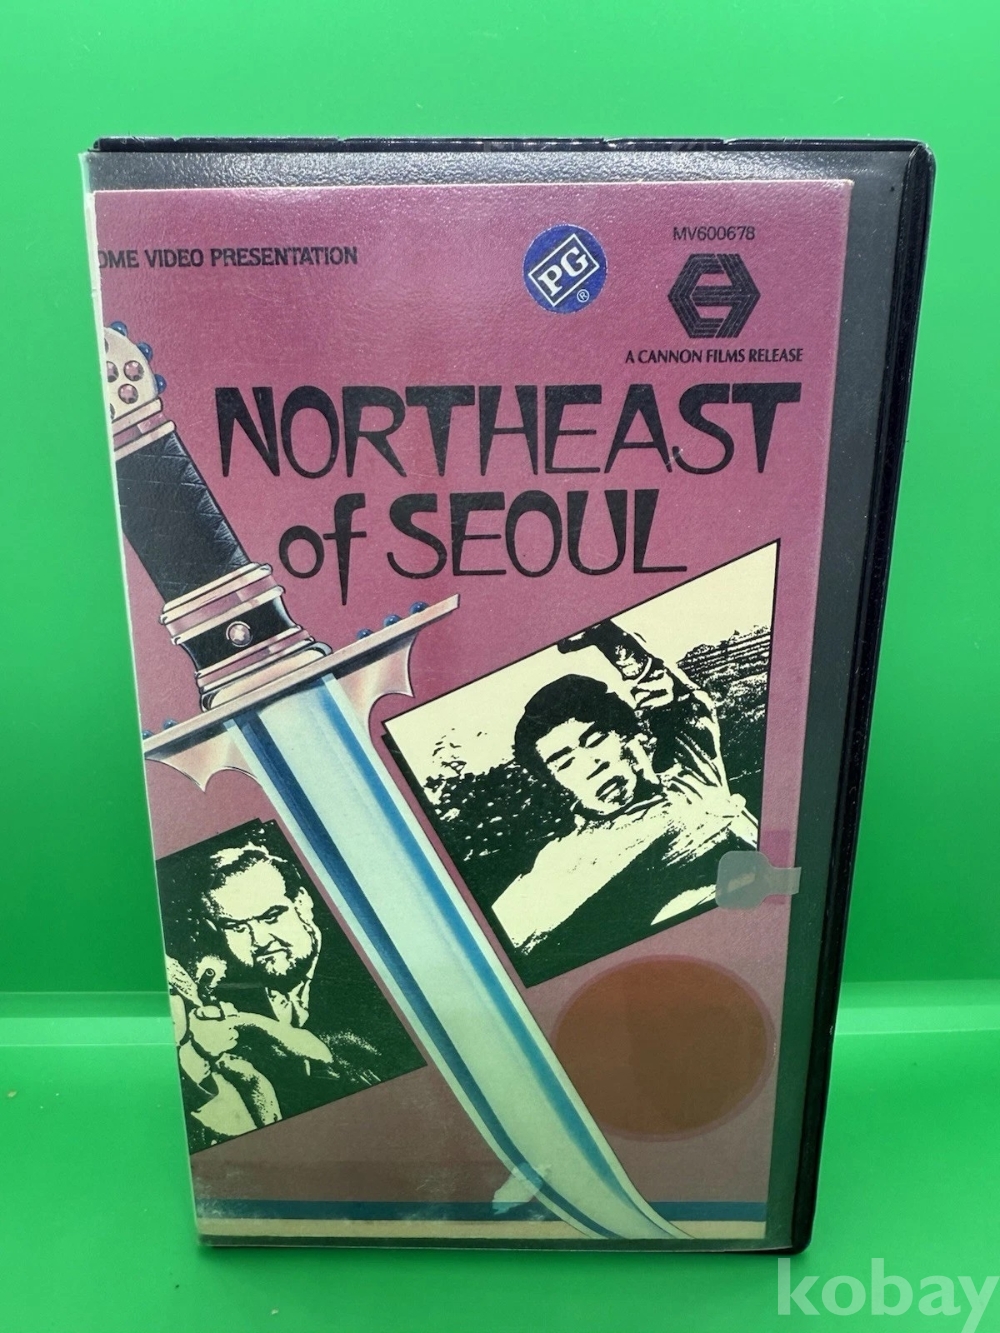 OME VIDEO PRESENTATION
PG
®
MV600678
A CANNON FILMS RELEASE
NORTHEAST
of SEOUL
kobay